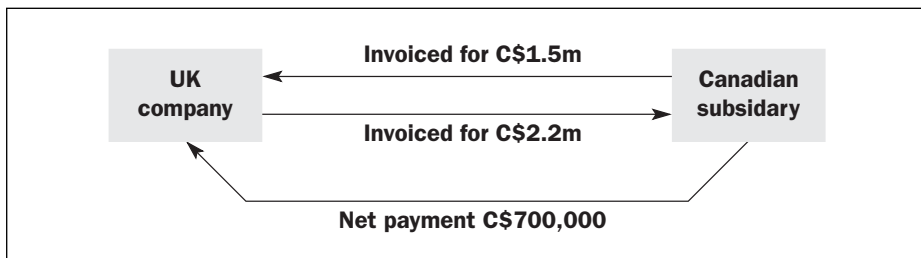 Invoiced for C$1.5m
UK
company
Canadian
subsidary
Invoiced for C$2.2m
Net payment C$700,000